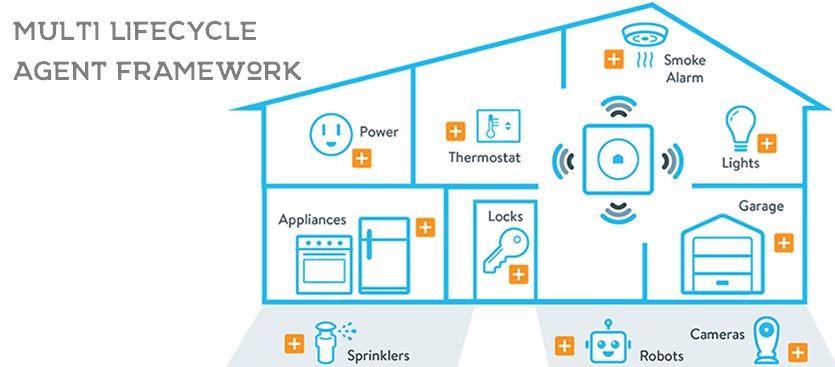 MULTI LIFECYCLE
AGENT FRAMEWORK
Smoke
Alarm
Power
Thermostat
Lights
Appliances
Locks
Garage
Sprinklers
Robots
Cameras